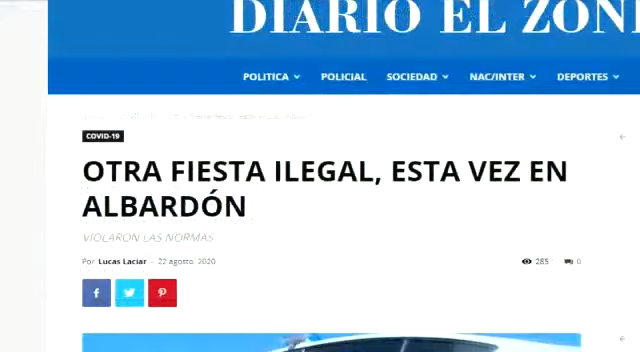 DIARIO EL ZON
POLITICA POLICIAL SOCIEDAD NAC/INTER DEPORTES
COVID-19
OTRA FIESTA ILEGAL, ESTA VEZ EN
ALBARDÓN
VIOLARON LAS NORMAS
Por Lucas Laciar - 22 agosto, 2020 285 0